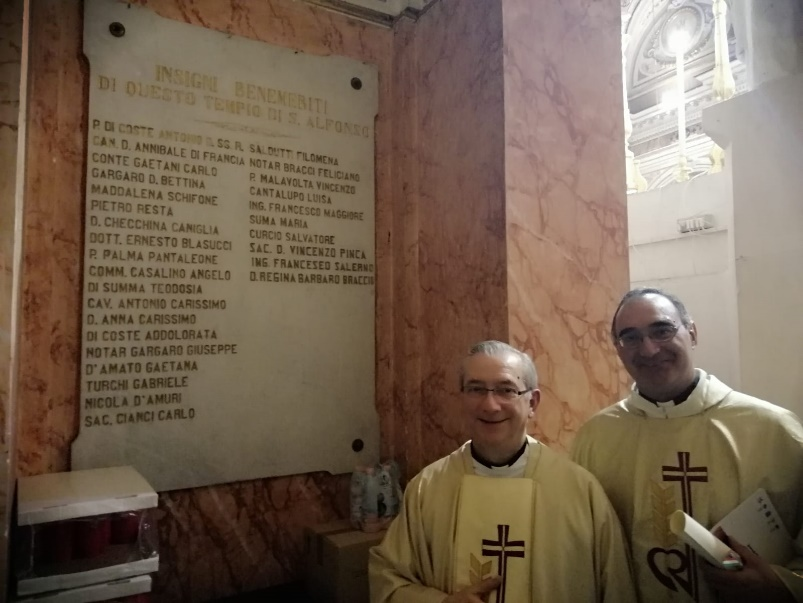 INSIGNI BENEMERITI
DI QUESTO TEMPIO DI S. ALFONSO
P. DI COSTE ANTONIO D. SS. R.
CAN. D. ANNIBALE DI FRANCIA
CONTE GAETANI CARLO
GARGARO D. BETTINA
MADDALENA SCHIFONE
PIETRO RESTA
D. CHECCHINA CANIGLIA
DOTT. ERNESTO BLASUCCI
P. PALMA PANTALEONE
COMM. CASALINO ANGELO
DI SUMMA TEODOSIA
CAV. ANTONIO CARISSIMO
D. ANNA CARISSIMO
DI COSTE ADDOLORATA
NOTAR GARGARO GIUSEPPE
D'AMATO GAETANA
TURCHI GABRIELE
NICOLA D'AMURI
SAC. CIANCI CARLO
SALDUTTI FILOMENA
NOTAR BRACCI FELICIANO
P. MALAVOLTA VINCENZO
CANTALUPO LUISA
ING. FRANCESCO MAGGIORE
SUMA MARIA
CURCIO SALVATORE
SAC. D. VINCENZO PINCA
ING. FRANCESCO SALERNO
D. REGINA BARBARO BRACCIO